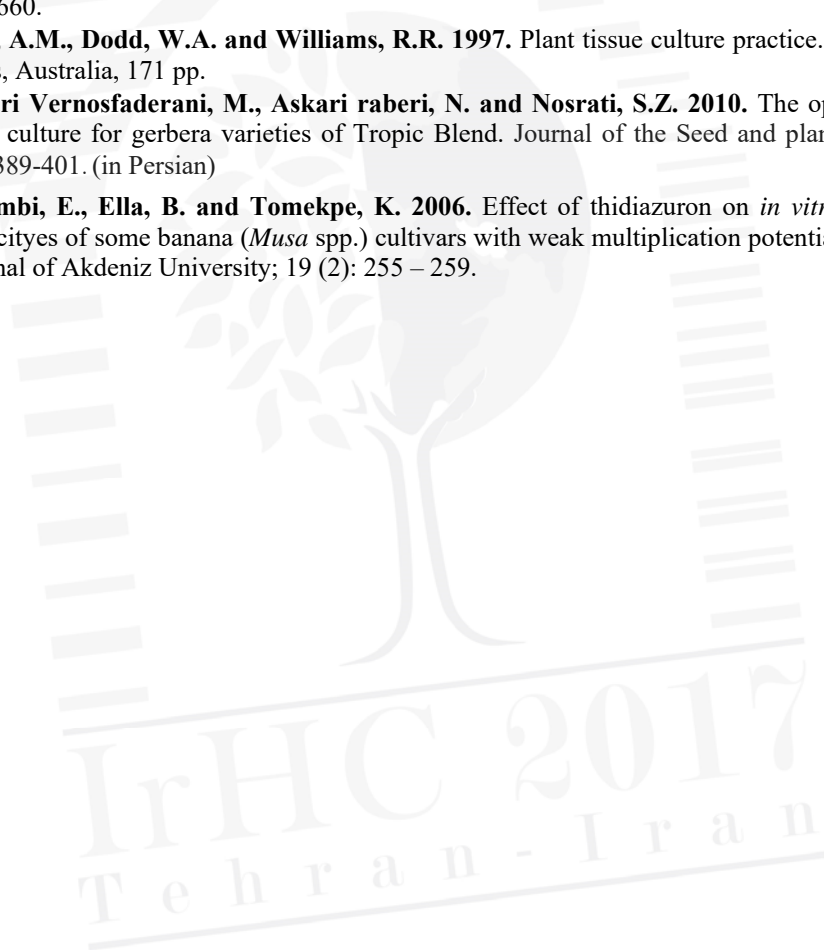 660.
, A.M., Dodd, W.A. and Williams, R.R. 1997. Plant tissue culture practice.
s, Australia, 171 pp.
ri Vernosfaderani, M., Askari raberi, N. and Nosrati, S.Z. 2010. The op
culture for gerbera varieties of Tropic Blend. Journal of the Seed and plan
389-401. (in Persian)
mbi, E., Ella, B. and Tomekpe, K. 2006. Effect of thidiazuron on in vitr
cityes of some banana (Musa spp.) cultivars with weak multiplication potentia
nal of Akdeniz University; 19 (2): 255 – 259.
IrHC 2017
Tehran - Iran